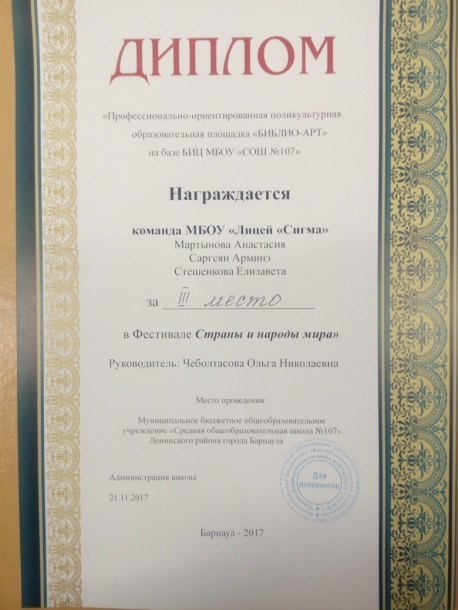 ДИПЛОМ
«Профессионально-ориентированная поликультурная
образовательная площадка «БИБЛИО-АРТ»
на базе БИЦ МБОУ «СОШ №107»
Награждается
команда МБОУ «Лицей «Сигма»
Мартынова Анастасия
Саргсян Арминэ
Стешенкова Елизавета
за III место
в Фестивале Страны и народы мира»
Руководитель: Чеболтасова Ольга Николаевна
Место проведения:
Муниципальное бюджетное общеобразовательное
учреждение «Средняя общеобразовательная школа №107»
Ленинского района города Барнаула
Администрация школы
21.11.2017
Для
документов
Барнаул - 2017